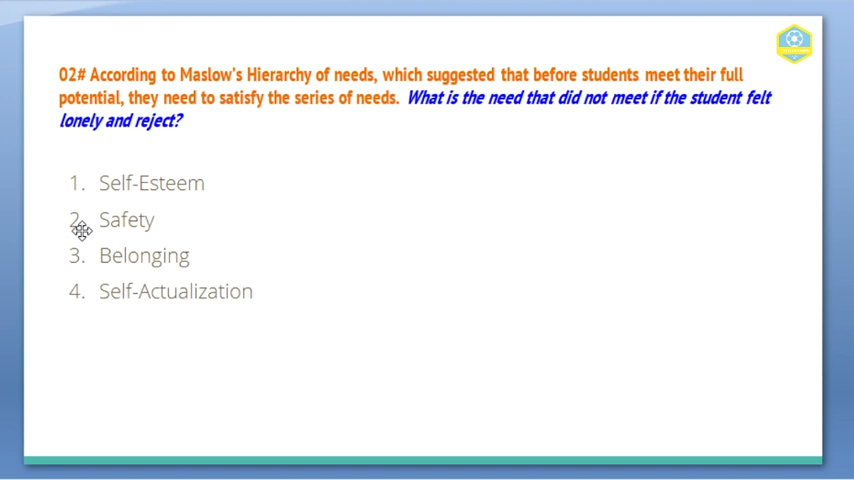 02# According to Maslow's Hierarchy of needs, which suggested that before students meet their full
potential, they need to satisfy the series of needs. What is the need that did not meet if the student felt
lonely and reject?
1. Self-Esteem
2. Safety
3. Belonging
4. Self-Actualization